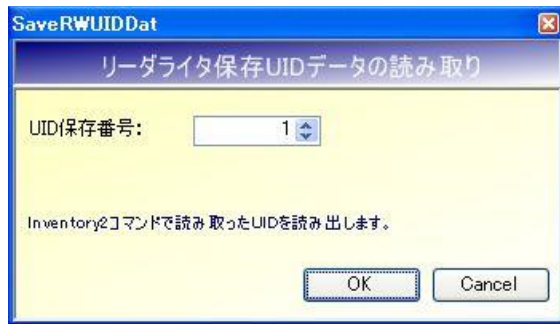 SaveRWUIDDat
リーダライタ保存UIDデータの読み取り
UID保存番号: 1
Inventory2コマンドで読み取ったUIDを読み出します。
OK Cancel